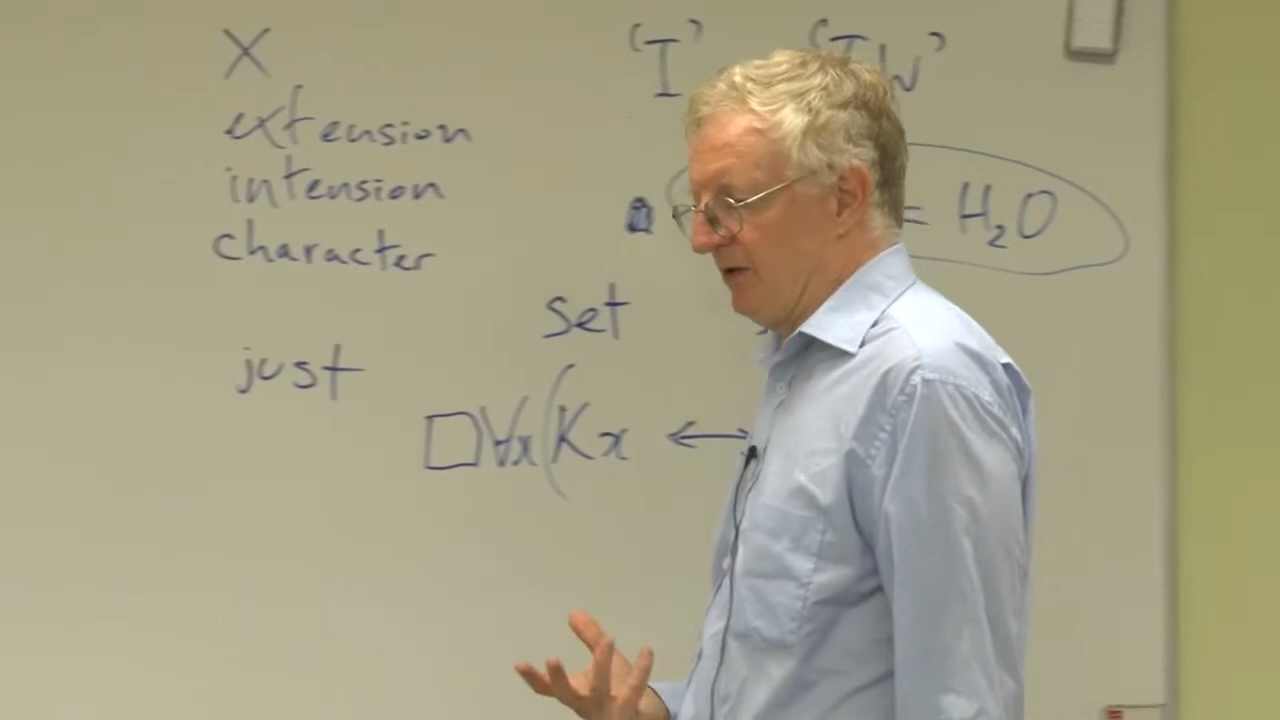 X
extension
intension
character
just
'I'
W'
= H₂O
set
□∀x(Kx ↔